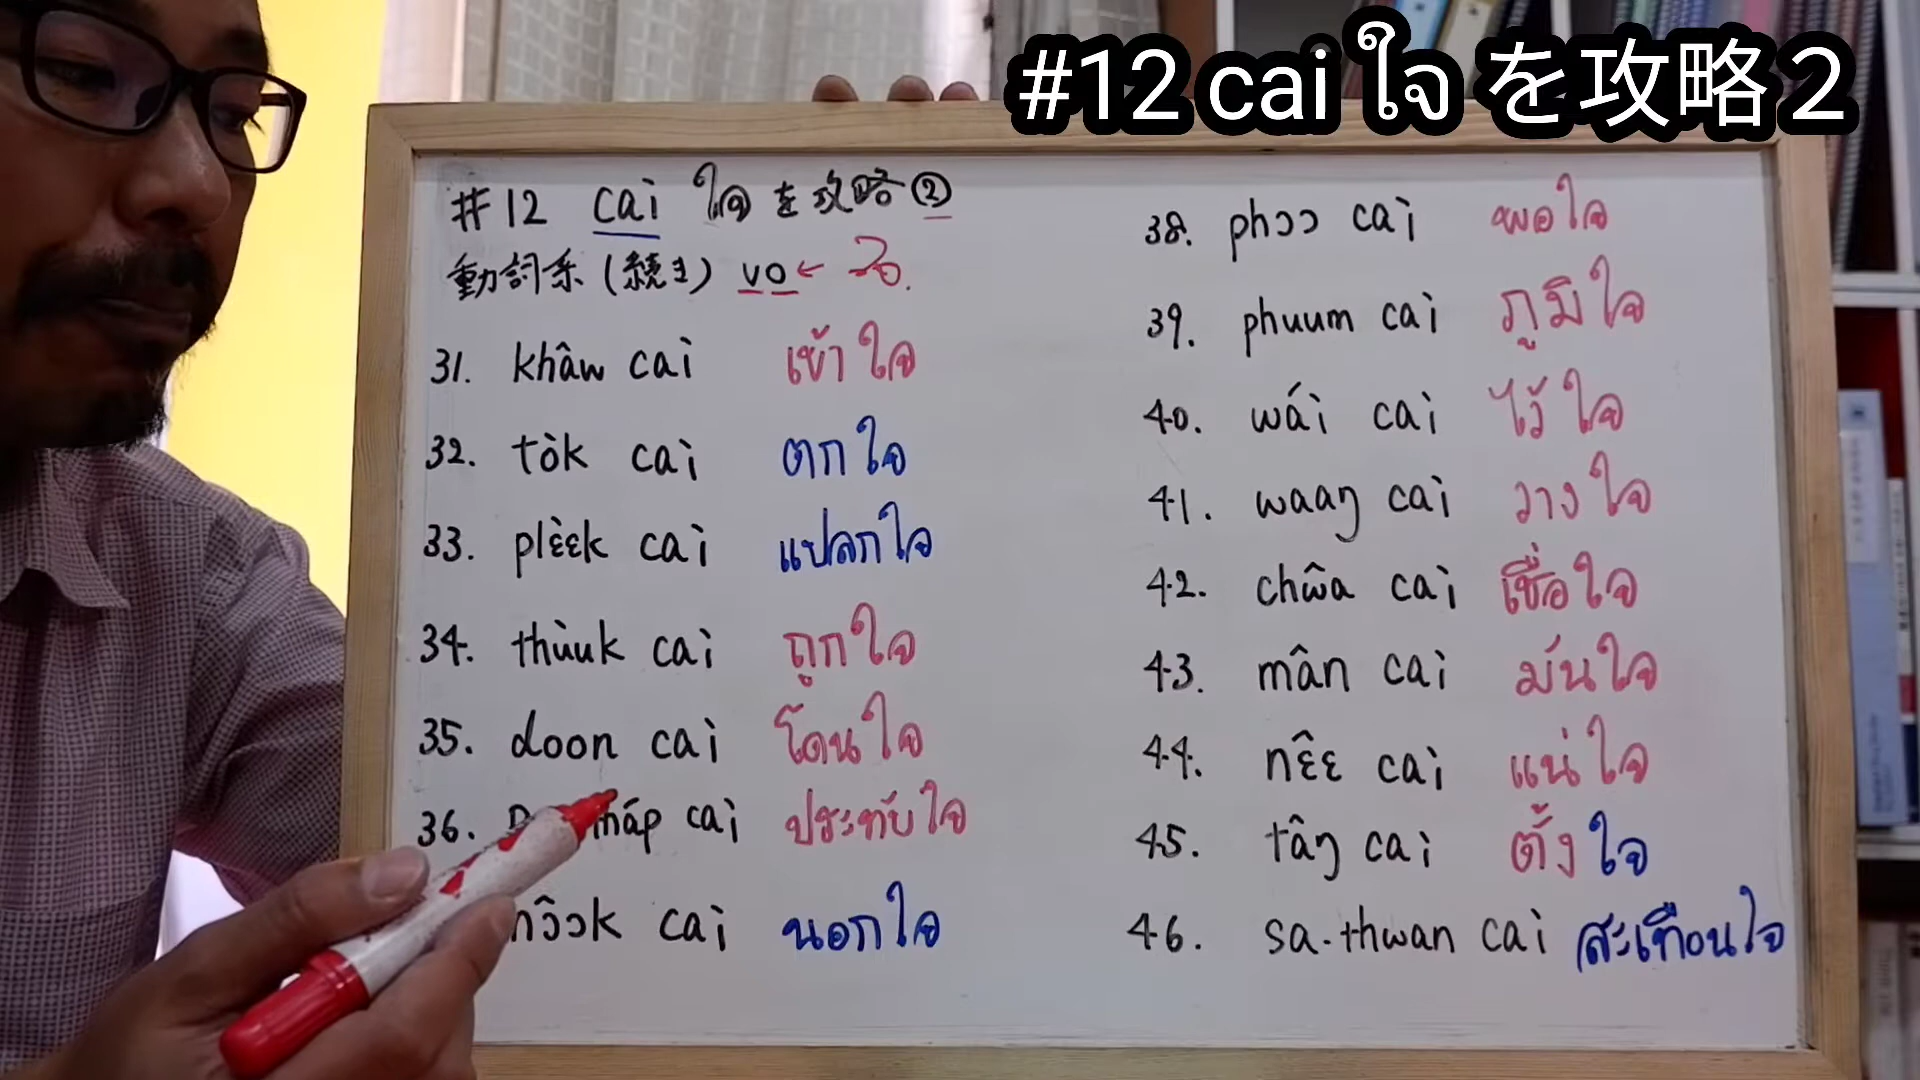 #12 cai ใจ を攻略2
#12 cai ใจ を攻略②
動詞系(続き) VO ← ใจ.
31. khâw cai เข้าใจ
32. tòk cai ตกใจ
33. plɛ̀ɛk cai แปลกใจ
34. thùuk cai ถูกใจ
35. doon cai โดนใจ
36. cai ประทับใจ
nɔ̂ɔk cai นอกใจ
38. phɔɔ cai พอใจ
39. phuum cai ภูมิใจ
40. wái cai ไว้ใจ
41. waaŋ cai วางใจ
42. chʉ̂a cai เชื่อใจ
43. mân cai มั่นใจ
44. nɛ̂ɛ cai แน่ใจ
45. tâŋ cai ตั้งใจ
46. sa-thwan cai สะเทือนใจ